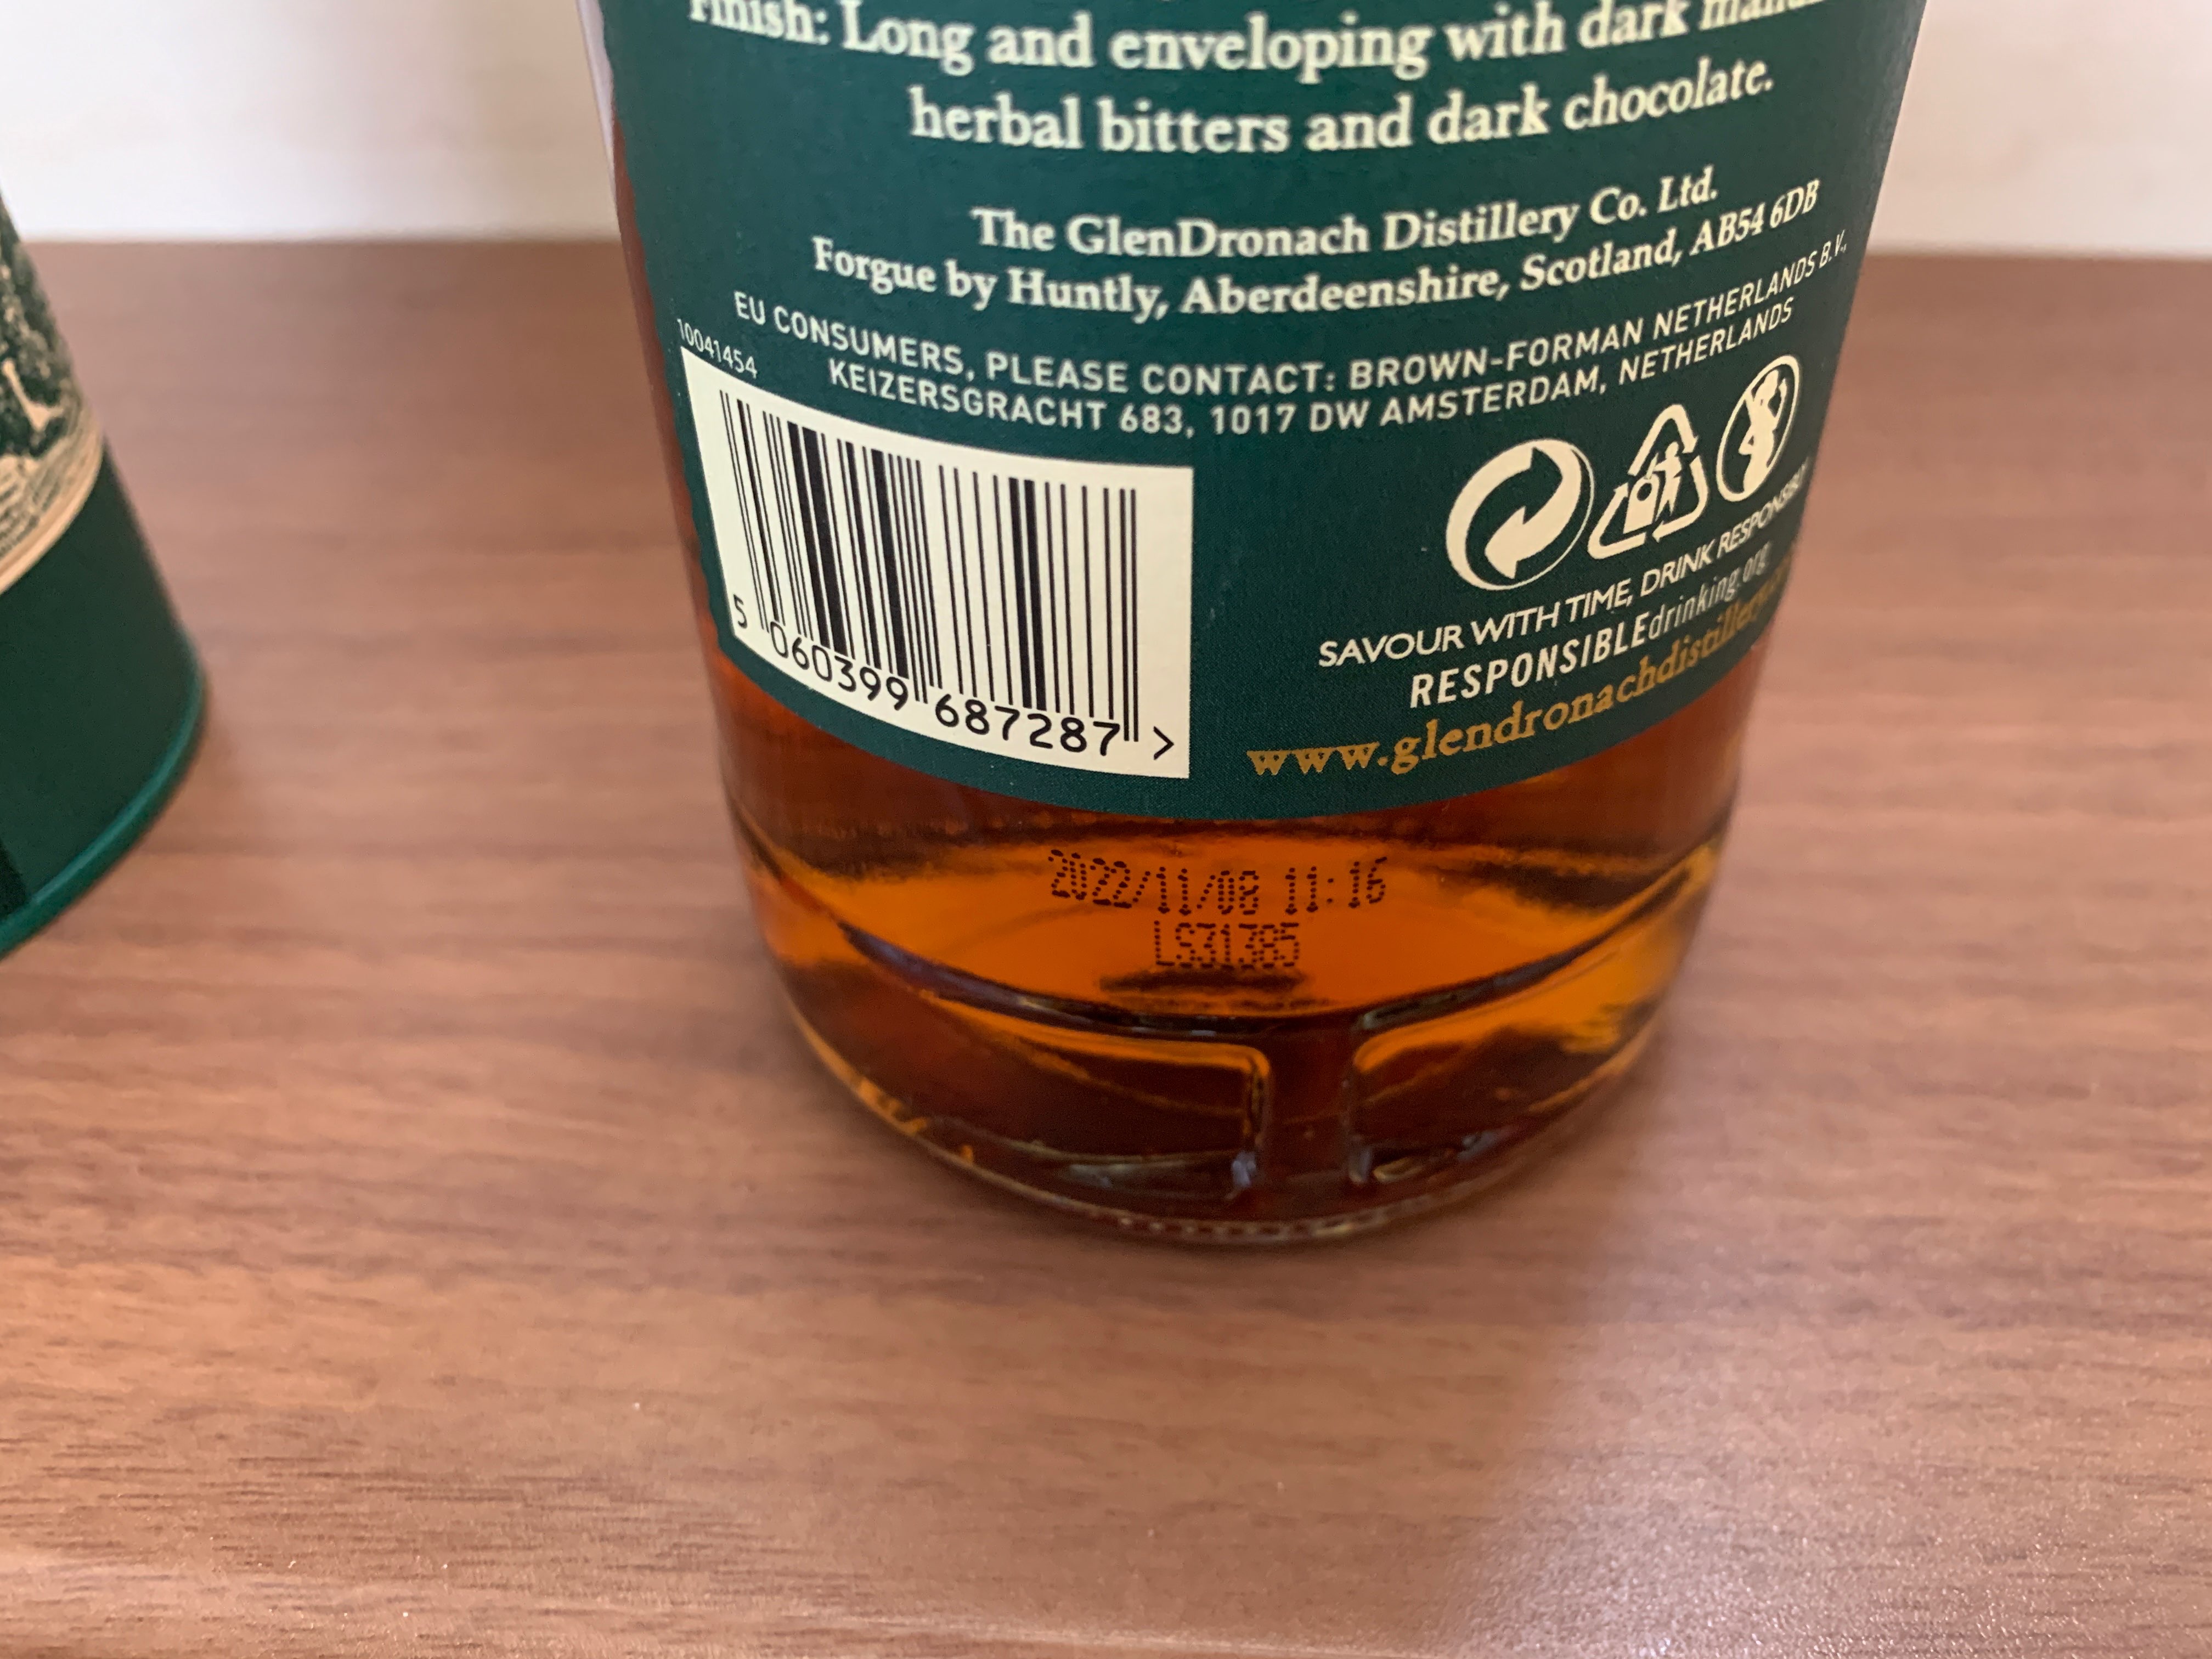 Finish: Long and enveloping with dark
herbal bitters and dark chocolate.
The GlenDronach Distillery Co. Ltd.
Forgue by Huntly, Aberdeenshire, Scotland, AB54 6DB
EU CONSUMERS, PLEASE CONTACT: BROWN-FORMAN NETHERLANDS B.V.,
KEIZERSGRACHT 683, 1017 DW AMSTERDAM, NETHERLANDS
10041454
5 060399 687287 >
SAVOUR WITH TIME, DRINK
RESPONSIBLEdrinking.org
www.glendronachdistillery
2022/11/08 11:16
LS31385